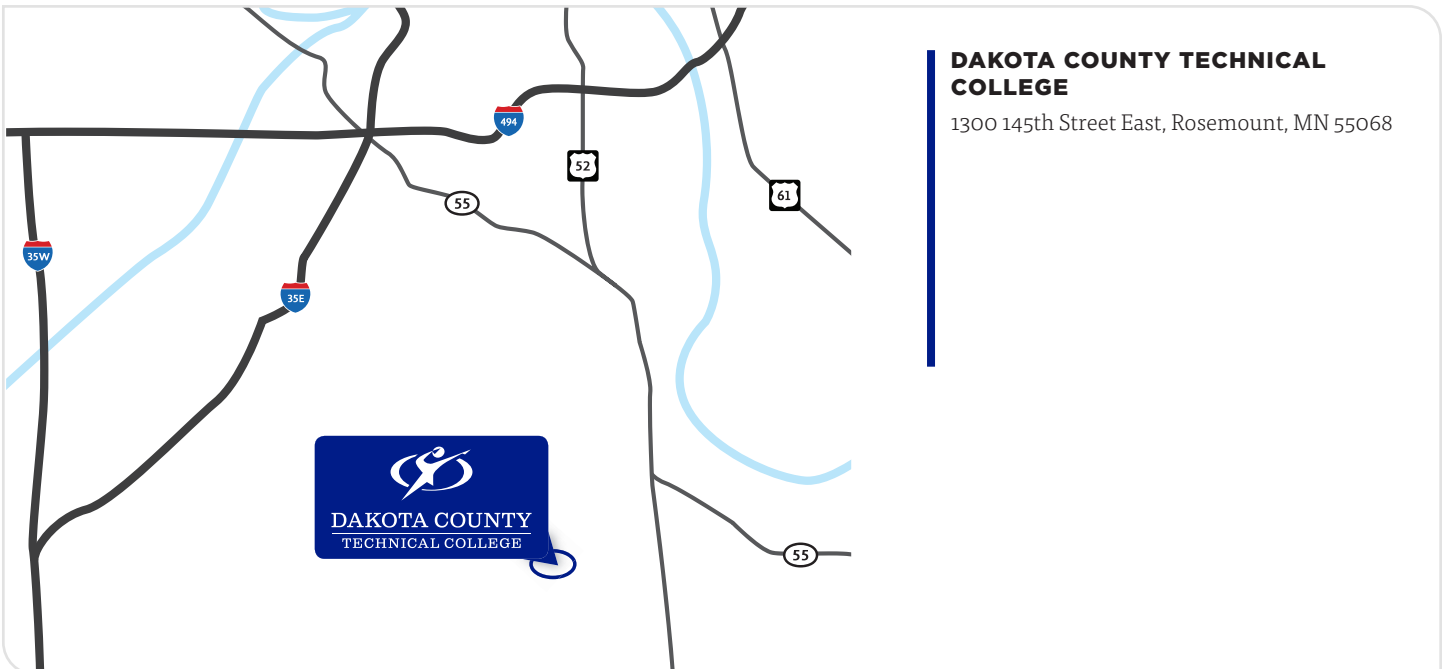 494
52
61
55
35W
35E
DAKOTA COUNTY
TECHNICAL COLLEGE
55
DAKOTA COUNTY TECHNICAL
COLLEGE
1300 145th Street East, Rosemount, MN 55068